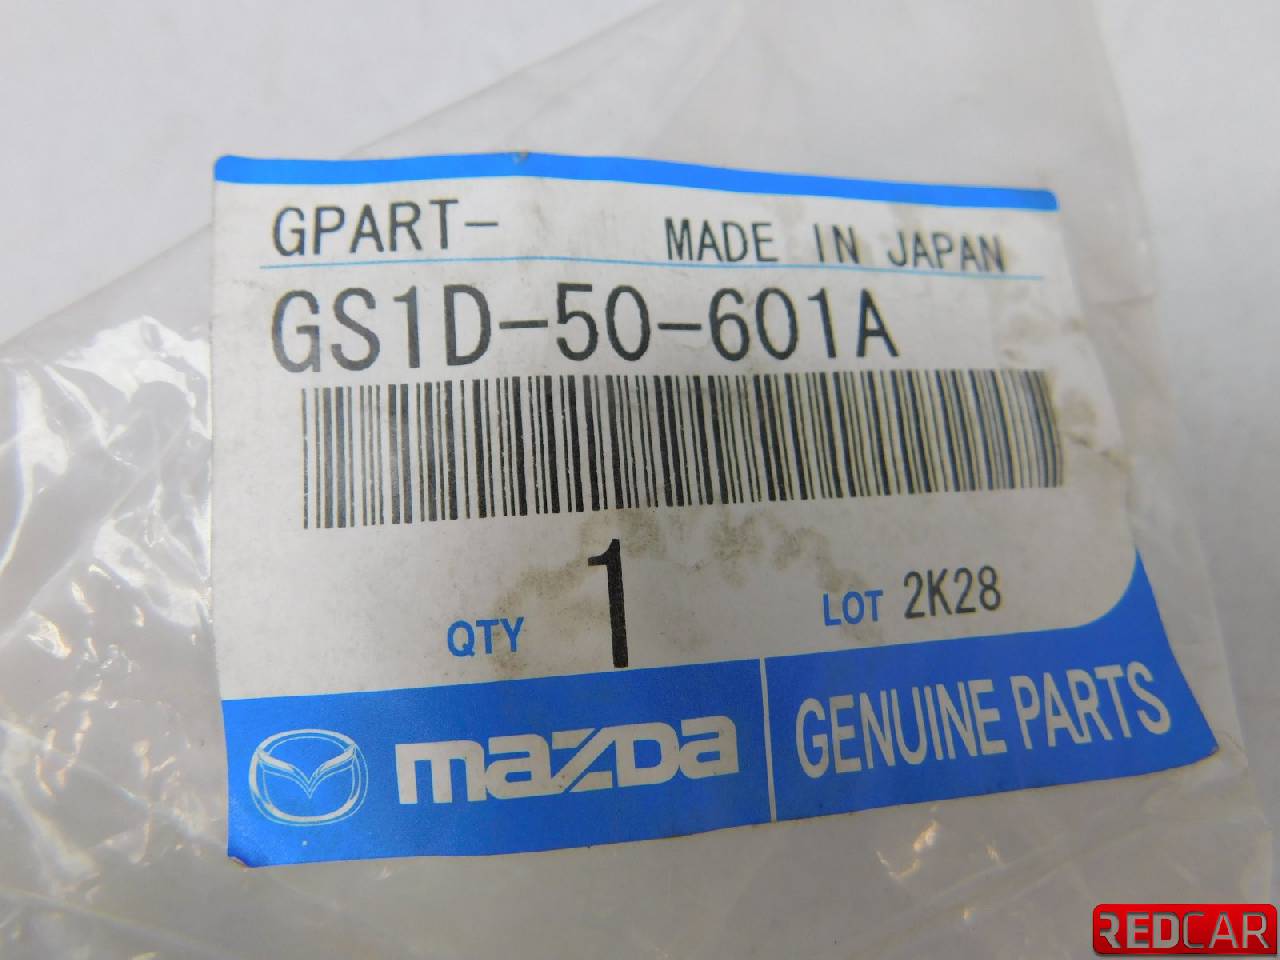 GPART- MADE IN JAPAN
GS1D-50-601A
QTY 1 LOT 2K28
mazda GENUINE PARTS
REDCAR